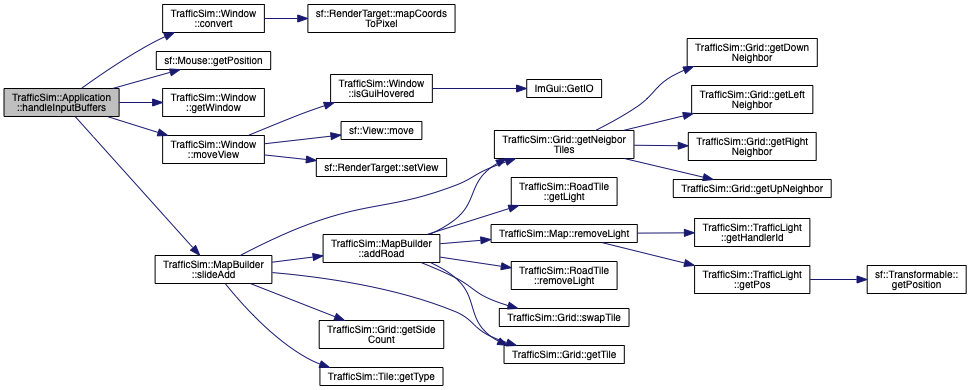 TrafficSim::Application
::handleInputBuffers
TrafficSim::Window
::convert
sf::RenderTarget::mapCoords
ToPixel
sf::Mouse::getPosition
TrafficSim::Window
::getWindow
TrafficSim::Window
::moveView
TrafficSim::Window
::isGuiHovered
ImGui::GetIO
sf::View::move
sf::RenderTarget::setView
TrafficSim::MapBuilder
::slideAdd
TrafficSim::MapBuilder
::addRoad
TrafficSim::Grid::getSide
Count
TrafficSim::Tile::getType
TrafficSim::Grid::getNeigbor
Tiles
TrafficSim::RoadTile
::getLight
TrafficSim::Map::removeLight
TrafficSim::RoadTile
::removeLight
TrafficSim::Grid::swapTile
TrafficSim::Grid::getTile
TrafficSim::Grid::getDown
Neighbor
TrafficSim::Grid::getLeft
Neighbor
TrafficSim::Grid::getRight
Neighbor
TrafficSim::Grid::getUpNeighbor
TrafficSim::TrafficLight
::getHandlerId
TrafficSim::TrafficLight
::getPos
sf::Transformable::
getPosition